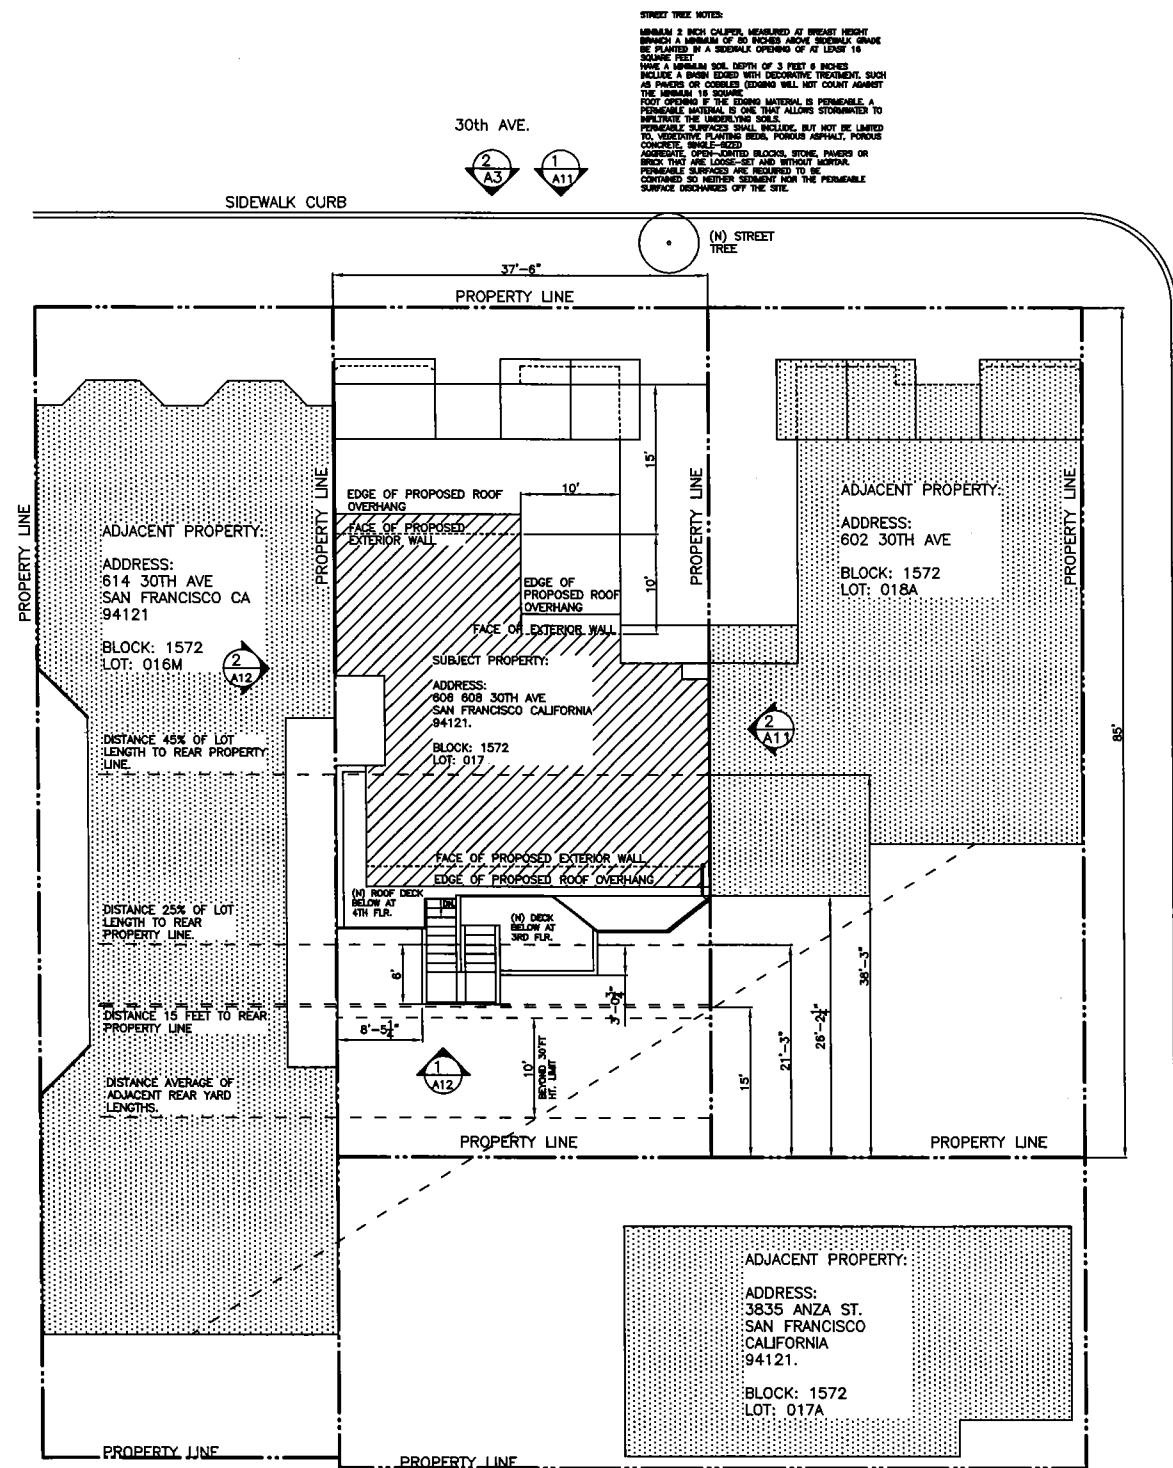 STREET TREE NOTES:
MINIMUM 2 INCH CALIPER, MEASURED AT BREAST HEIGHT
BRANCH A MINIMUM OF 80 INCHES ABOVE SIDEWALK GRADE
BE PLANTED IN A SIDEWALK OPENING OF AT LEAST 16
SQUARE FEET
HAVE A MINIMUM SOIL DEPTH OF 3 FEET 6 INCHES
INCLUDE A BASIN EDGED WITH DECORATIVE TREATMENT, SUCH
AS PAVERS OR COBBLES (EDGING WILL NOT COUNT AGAINST
THE MINIMUM 16 SQUARE
FOOT OPENING IF THE EDGING MATERIAL IS PERMEABLE. A
PERMEABLE MATERIAL IS ONE THAT ALLOWS STORMWATER TO
INFILTRATE THE UNDERLYING SOILS.
PERMEABLE SURFACES SHALL INCLUDE, BUT NOT BE LIMITED
TO, VEGETATIVE PLANTING BEDS, POROUS ASPHALT, POROUS
CONCRETE, SINGLE-SIZED
AGGREGATE, OPEN-JOINTED BLOCKS, STONE, PAVERS OR
BRICK THAT ARE LOOSE-SET AND WITHOUT MORTAR.
PERMEABLE SURFACES ARE REQUIRED TO BE
CONTAINED SO NEITHER SEDIMENT NOR THE PERMEABLE
SURFACE DISCHARGES OFF THE SITE.
30th AVE.
2
A3
1
A11
SIDEWALK CURB
(N) STREET
TREE
37'-6"
PROPERTY LINE
PROPERTY LINE
PROPERTY LINE
PROPERTY LINE
PROPERTY LINE
15'
10'
10'
EDGE OF PROPOSED ROOF
OVERHANG
FACE OF PROPOSED
EXTERIOR WALL
EDGE OF
PROPOSED ROOF
OVERHANG
FACE OF EXTERIOR WALL
ADJACENT PROPERTY:
ADDRESS:
614 30TH AVE
SAN FRANCISCO CA
94121
BLOCK: 1572
LOT: 016M
2
A12
ADJACENT PROPERTY:
ADDRESS:
602 30TH AVE
BLOCK: 1572
LOT: 018A
SUBJECT PROPERTY:
ADDRESS:
606 608 30TH AVE
SAN FRANCISCO CALIFORNIA
94121.
BLOCK: 1572
LOT: 017
2
A11
85'
DISTANCE 45% OF LOT
LENGTH TO REAR PROPERTY
LINE.
FACE OF PROPOSED EXTERIOR WALL
EDGE OF PROPOSED ROOF OVERHANG
(N) ROOF DECK
BELOW AT
4TH FLR.
DN.
(N) DECK
BELOW AT
3RD FLR.
DISTANCE 25% OF LOT
LENGTH TO REAR
PROPERTY LINE.
6'
3'-0¾"
38'-3"
26'-2¼"
21'-3"
15'
DISTANCE 15 FEET TO REAR
PROPERTY LINE
8'-5¼"
1
A12
10'
BEYOND 30'FT
HT. LIMIT
DISTANCE AVERAGE OF
ADJACENT REAR YARD
LENGTHS.
PROPERTY LINE
PROPERTY LINE
ADJACENT PROPERTY:
ADDRESS:
3835 ANZA ST.
SAN FRANCISCO
CALIFORNIA
94121.
BLOCK: 1572
LOT: 017A
PROPERTY LINE
PROPERTY LINE